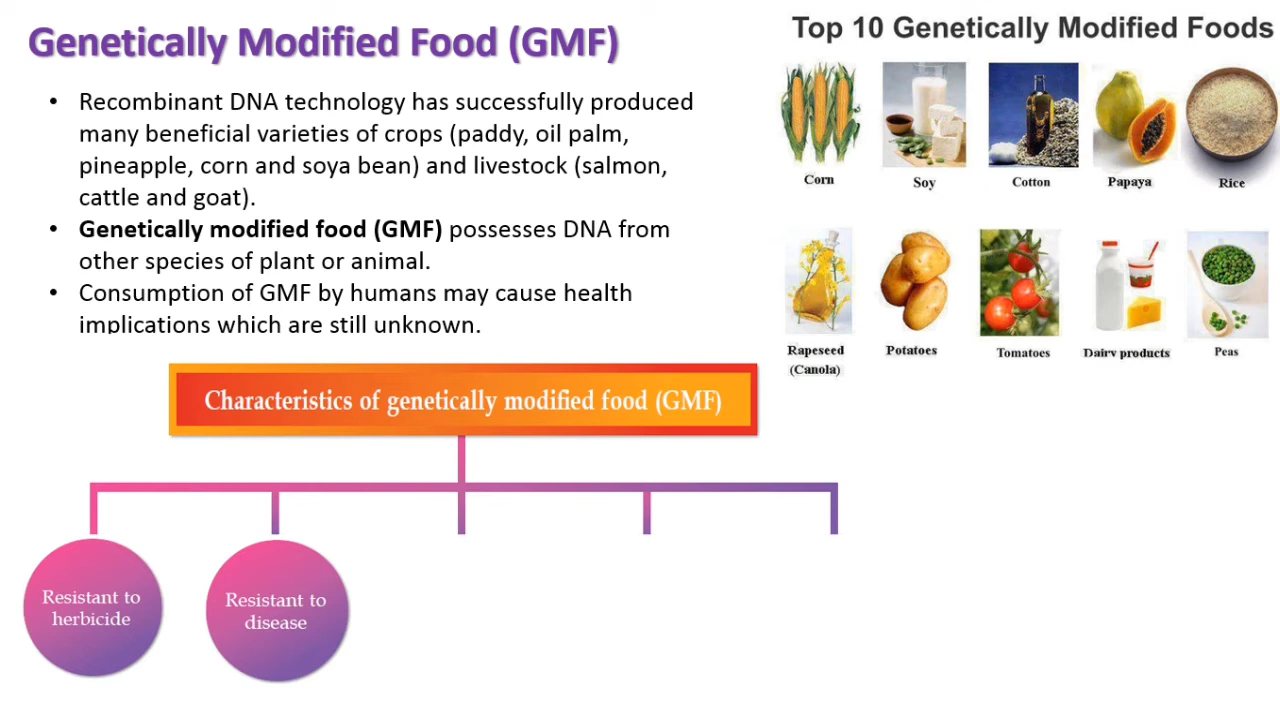 Genetically Modified Food (GMF)
• Recombinant DNA technology has successfully produced
many beneficial varieties of crops (paddy, oil palm,
pineapple, corn and soya bean) and livestock (salmon,
cattle and goat).
• Genetically modified food (GMF) possesses DNA from
other species of plant or animal.
• Consumption of GMF by humans may cause health
implications which are still unknown.
Top 10 Genetically Modified Foods
Corn
Soy
Cotton
Papaya
Rice
Rapeseed
(Canola)
Potatoes
Tomatoes
Dairy products
Peas
Characteristics of genetically modified food (GMF)
Resistant to
herbicide
Resistant to
disease